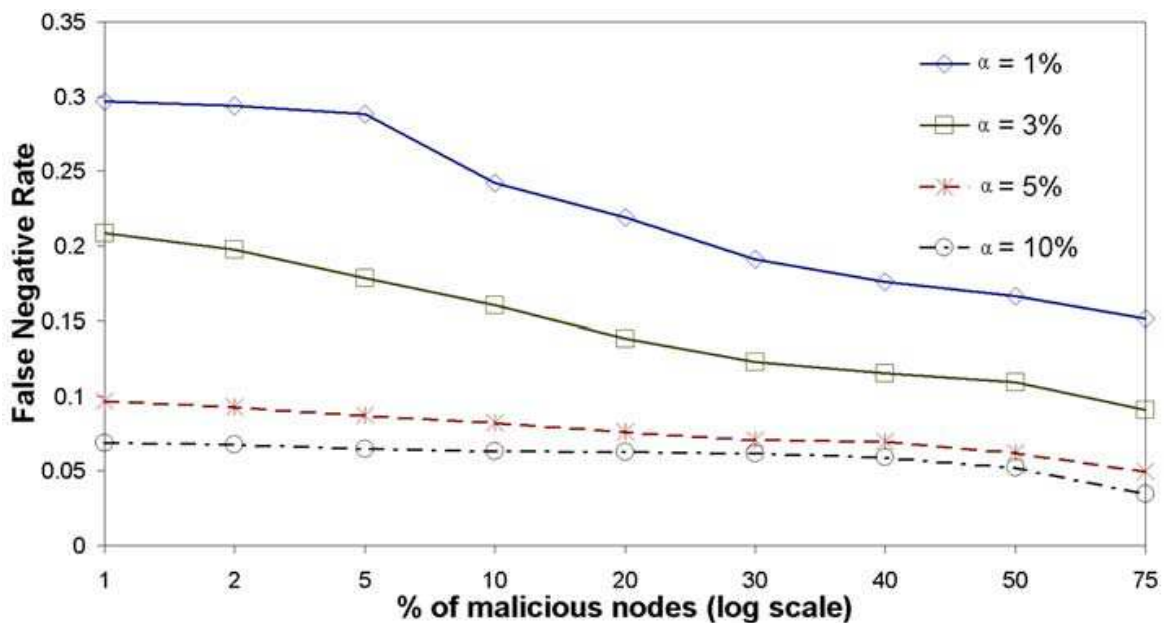 0.35
0.3
0.25
0.2
0.15
0.1
0.05
0
False Negative Rate
α = 1%
α = 3%
α = 5%
α = 10%
1 2 5 10 20 30 40 50 75
% of malicious nodes (log scale)